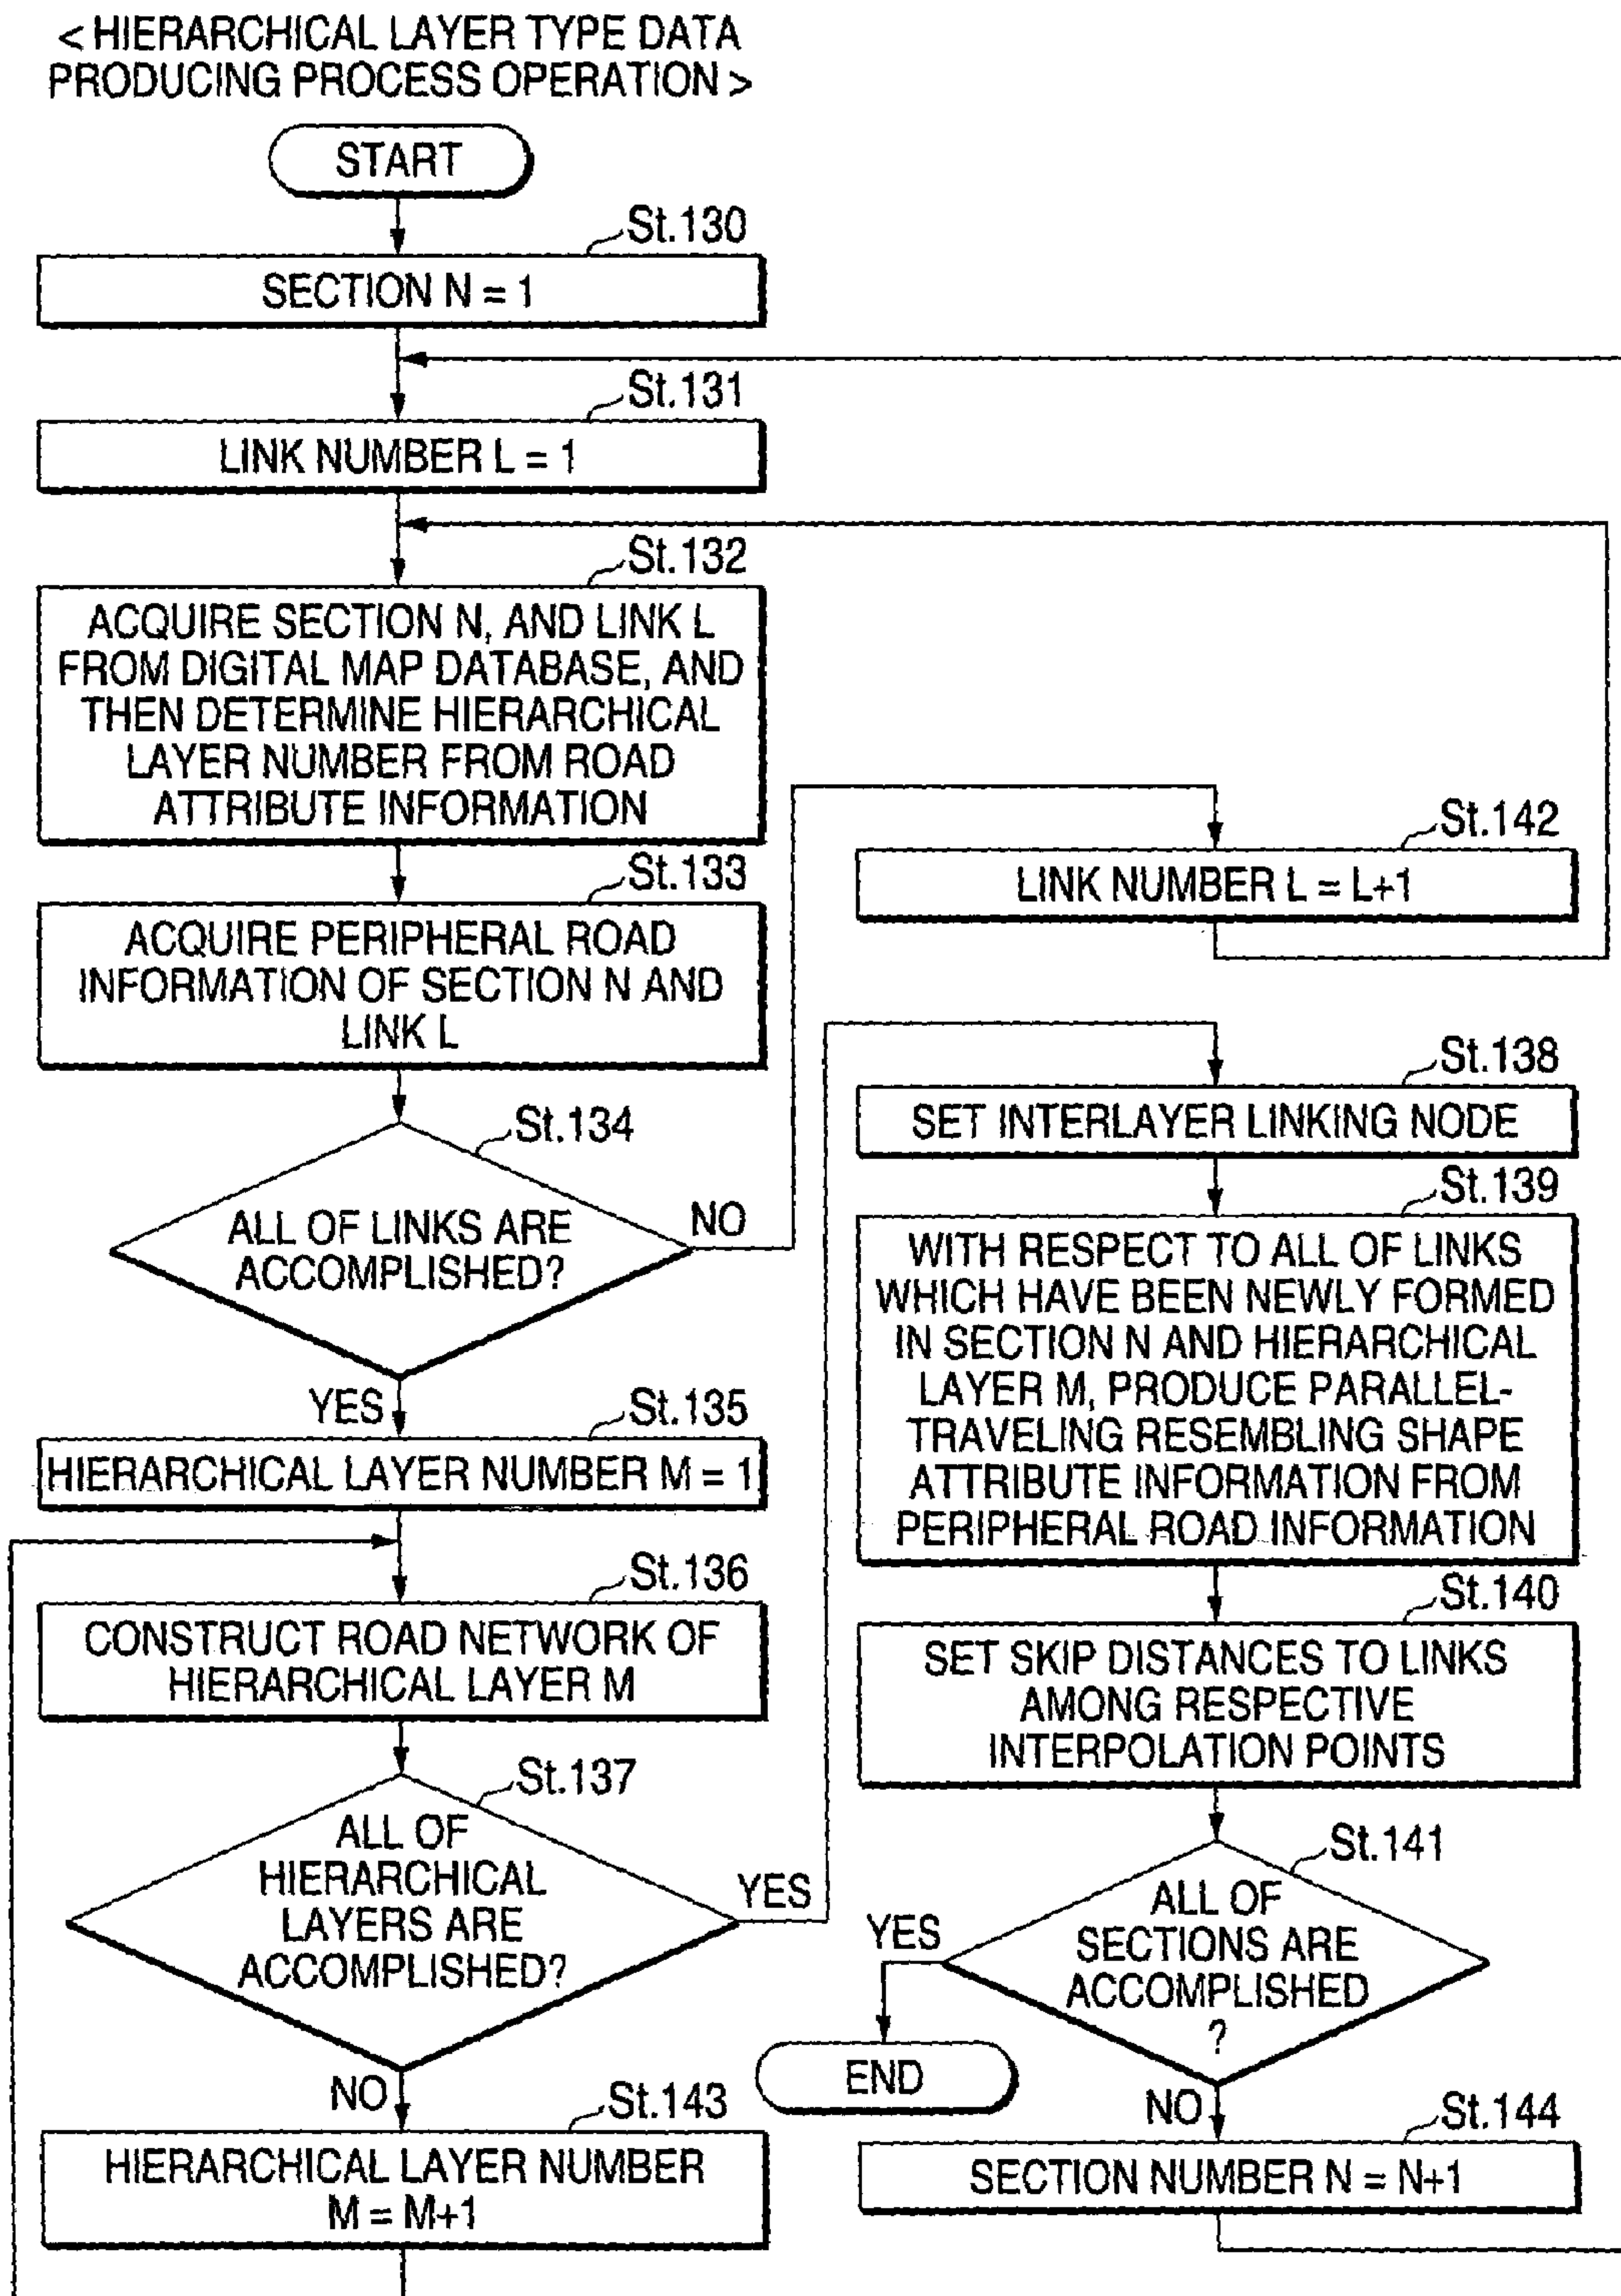 < HIERARCHICAL LAYER TYPE DATA
PRODUCING PROCESS OPERATION >
START
St.130
SECTION N = 1
St.131
LINK NUMBER L = 1
St.132
ACQUIRE SECTION N, AND LINK L
FROM DIGITAL MAP DATABASE, AND
THEN DETERMINE HIERARCHICAL
LAYER NUMBER FROM ROAD
ATTRIBUTE INFORMATION
St.133
ACQUIRE PERIPHERAL ROAD
INFORMATION OF SECTION N AND
LINK L
St.134
ALL OF LINKS ARE
ACCOMPLISHED?
NO
YES
St.135
HIERARCHICAL LAYER NUMBER M = 1
St.136
CONSTRUCT ROAD NETWORK OF
HIERARCHICAL LAYER M
St.137
ALL OF
HIERARCHICAL
LAYERS ARE
ACCOMPLISHED?
YES
NO
St.143
HIERARCHICAL LAYER NUMBER
M = M+1
St.142
LINK NUMBER L = L+1
St.138
SET INTERLAYER LINKING NODE
St.139
WITH RESPECT TO ALL OF LINKS
WHICH HAVE BEEN NEWLY FORMED
IN SECTION N AND HIERARCHICAL
LAYER M, PRODUCE PARALLEL-
TRAVELING RESEMBLING SHAPE
ATTRIBUTE INFORMATION FROM
PERIPHERAL ROAD INFORMATION
St.140
SET SKIP DISTANCES TO LINKS
AMONG RESPECTIVE
INTERPOLATION POINTS
St.141
ALL OF
SECTIONS ARE
ACCOMPLISHED
?
YES
END
NO
St.144
SECTION NUMBER N = N+1